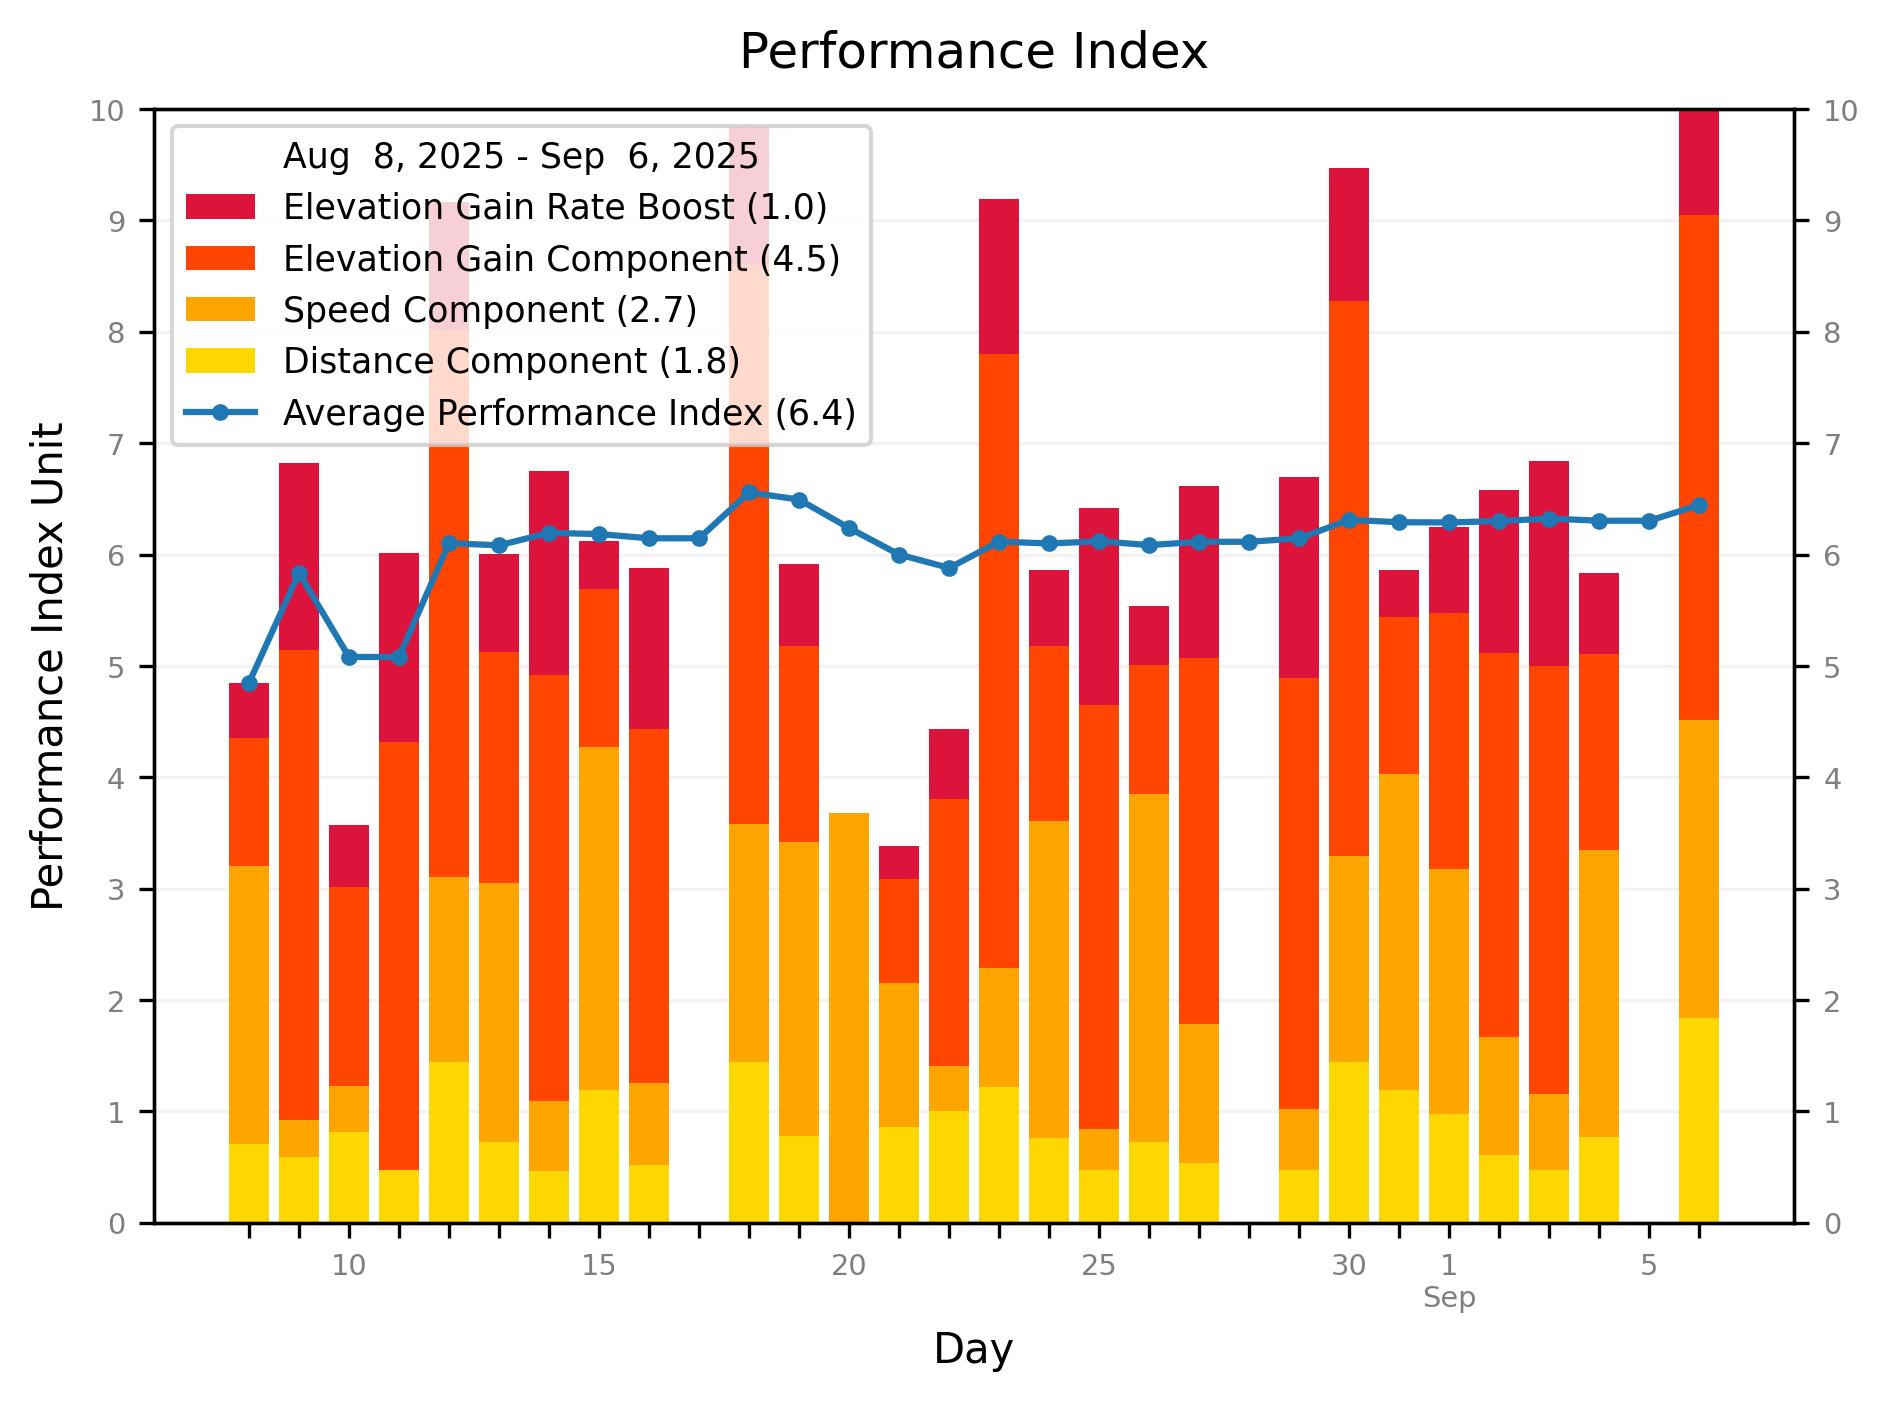 Performance Index
Aug  8, 2025 - Sep  6, 2025
Elevation Gain Rate Boost (1.0)
Elevation Gain Component (4.5)
Speed Component (2.7)
Distance Component (1.8)
Average Performance Index (6.4)
Performance Index Unit
10
9
8
7
6
5
4
3
2
1
0
10
9
8
7
6
5
4
3
2
1
0
10 15 20 25 30 1 5
Sep
Day